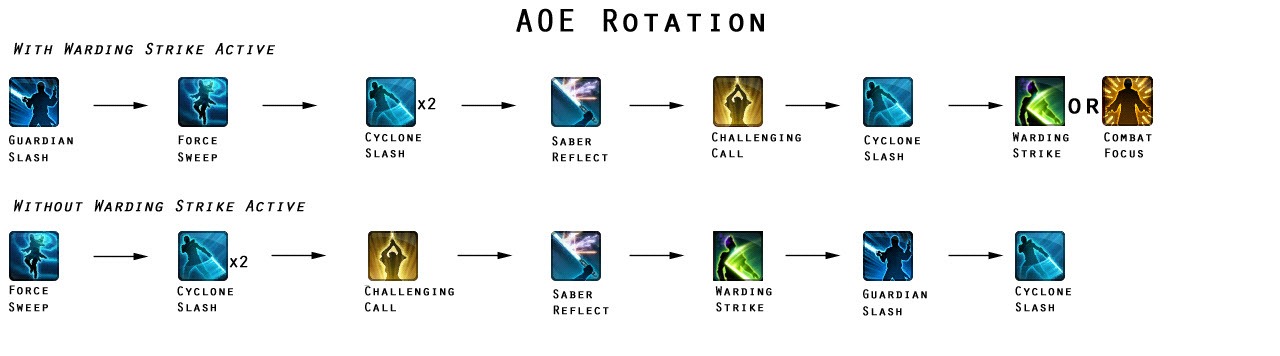 AOE Rotation
With Warding Strike Active
x2
OR
Guardian Slash
Force Sweep
Cyclone Slash
Saber Reflect
Challenging Call
Cyclone Slash
Warding Strike
Combat Focus
Without Warding Strike Active
x2
Force Sweep
Cyclone Slash
Challenging Call
Saber Reflect
Warding Strike
Guardian Slash
Cyclone Slash